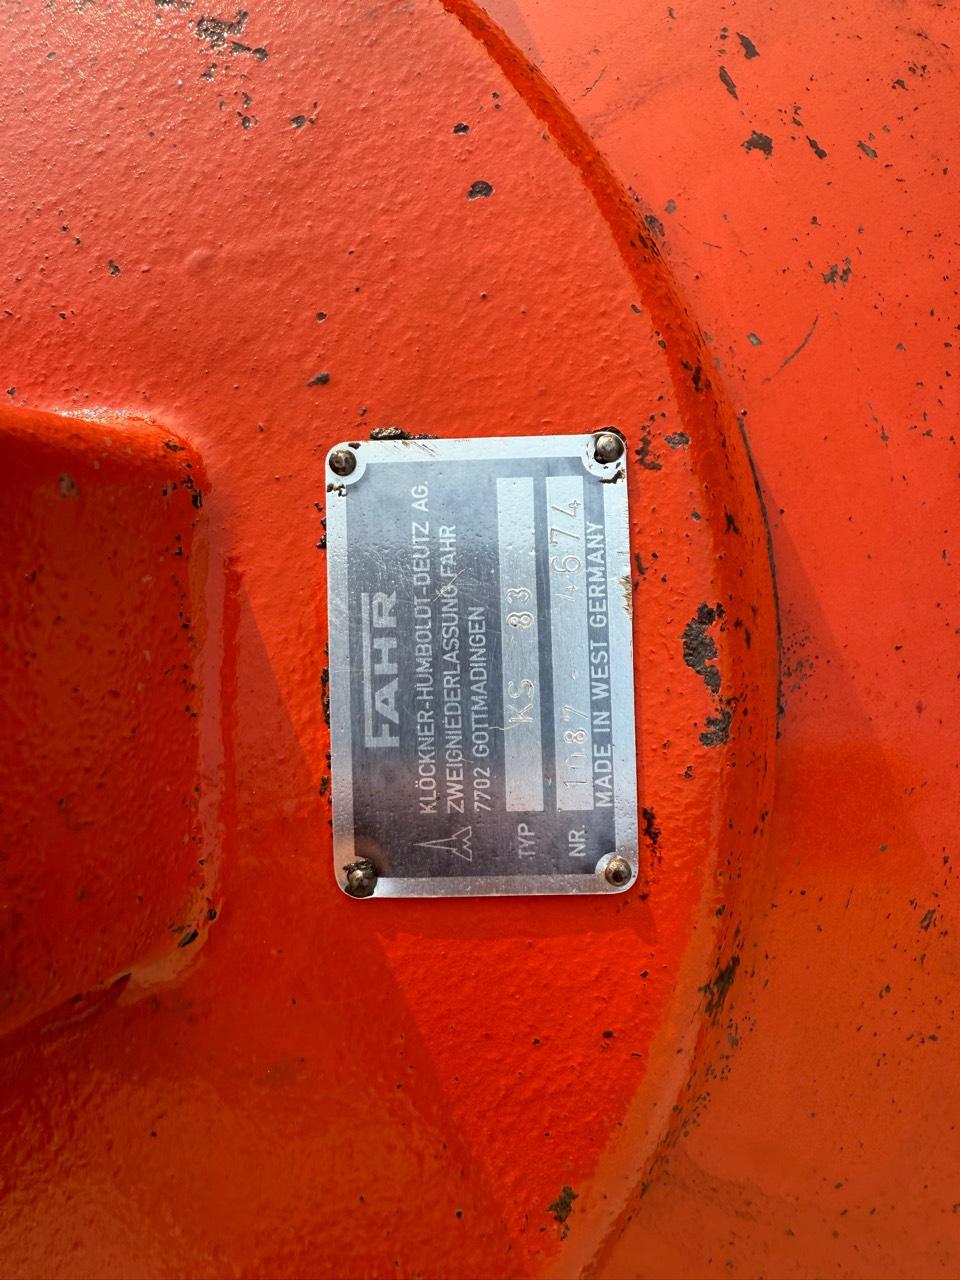 FAHR
KLÖCKNER-HUMBOLDT-DEUTZ AG.
ZWEIGNIEDERLASSUNG FAHR
7702 GOTTMADINGEN
TYP KS 83
NR. 1087 - 4674
MADE IN WEST GERMANY